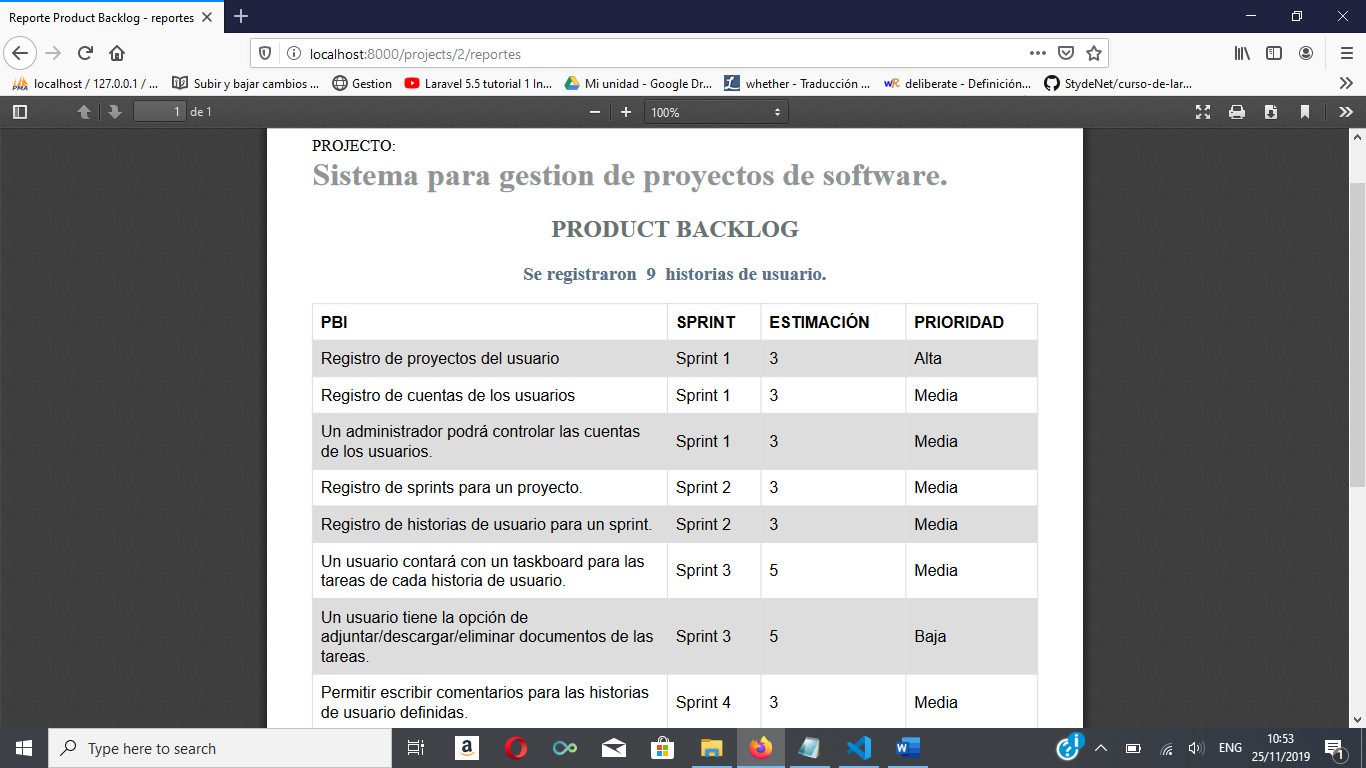 Reporte Product Backlog - reportes
localhost:8000/projects/2/reportes
localhost / 127.0.0.1 / ... Subir y bajar cambios ... Gestion Laravel 5.5 tutorial 1 In... Mi unidad - Google Dr... whether - Traducción ... deliberate - Definición... StydeNet/curso-de-lar...
1 de 1 100%
PROJECTO:
Sistema para gestion de proyectos de software.
PRODUCT BACKLOG
Se registraron 9 historias de usuario.
PBI SPRINT ESTIMACIÓN PRIORIDAD
Registro de proyectos del usuario Sprint 1 3 Alta
Registro de cuentas de los usuarios Sprint 1 3 Media
Un administrador podrá controlar las cuentas
de los usuarios. Sprint 1 3 Media
Registro de sprints para un proyecto. Sprint 2 3 Media
Registro de historias de usuario para un sprint. Sprint 2 3 Media
Un usuario contará con un taskboard para las
tareas de cada historia de usuario. Sprint 3 5 Media
Un usuario tiene la opción de
adjuntar/descargar/eliminar documentos de las Sprint 3 5 Baja
tareas.
Permitir escribir comentarios para las historias
de usuario definidas. Sprint 4 3 Media
Type here to search
ENG
10:53
25/11/2019
1